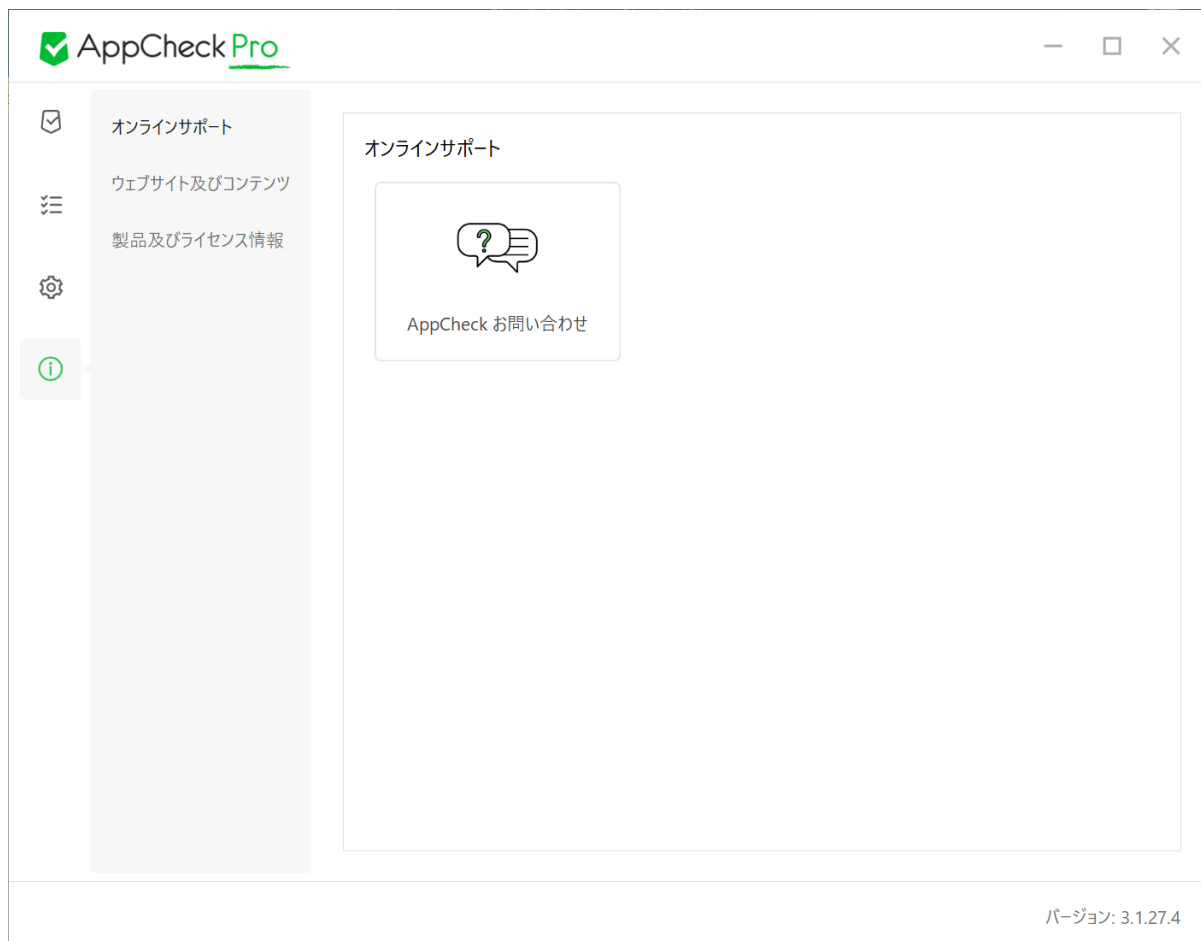 AppCheck Pro
オンラインサポート
ウェブサイト及びコンテンツ
製品及びライセンス情報
オンラインサポート
?
AppCheck お問い合わせ
バージョン: 3.1.27.4